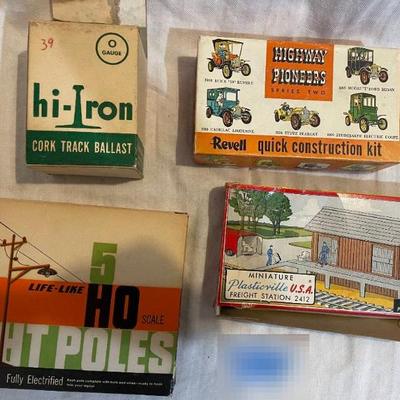 39
O
GAUGE
hi-Tron
CORK TRACK BALLAST
HIGHWAY
PIONEERS
SERIES TWO
Revell quick construction kit
LIFE-LIKE
5
HO
SCALE
HT POLES
Fully Electrified
MINIATURE
Plasticville U.S.A.
FREIGHT STATION 2412